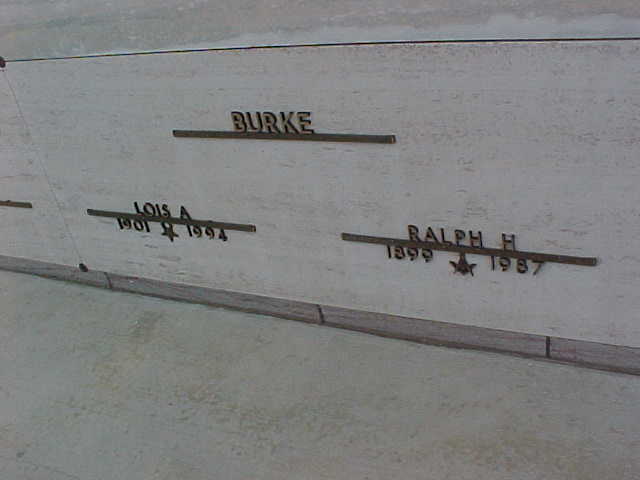 BURKE
LOIS A
1901 1994
RALPH H
1899 1987